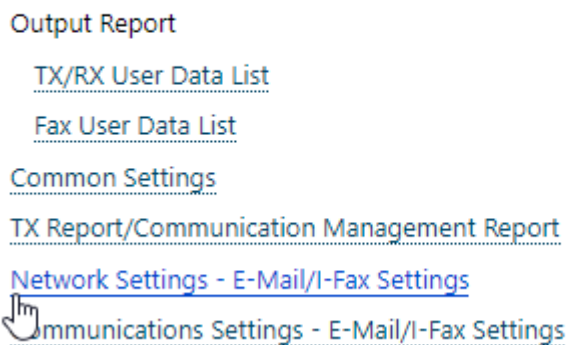 Output Report
TX/RX User Data List
Fax User Data List
Common Settings
TX Report/Communication Management Report
Network Settings - E-Mail/I-Fax Settings
Communications Settings - E-Mail/I-Fax Settings